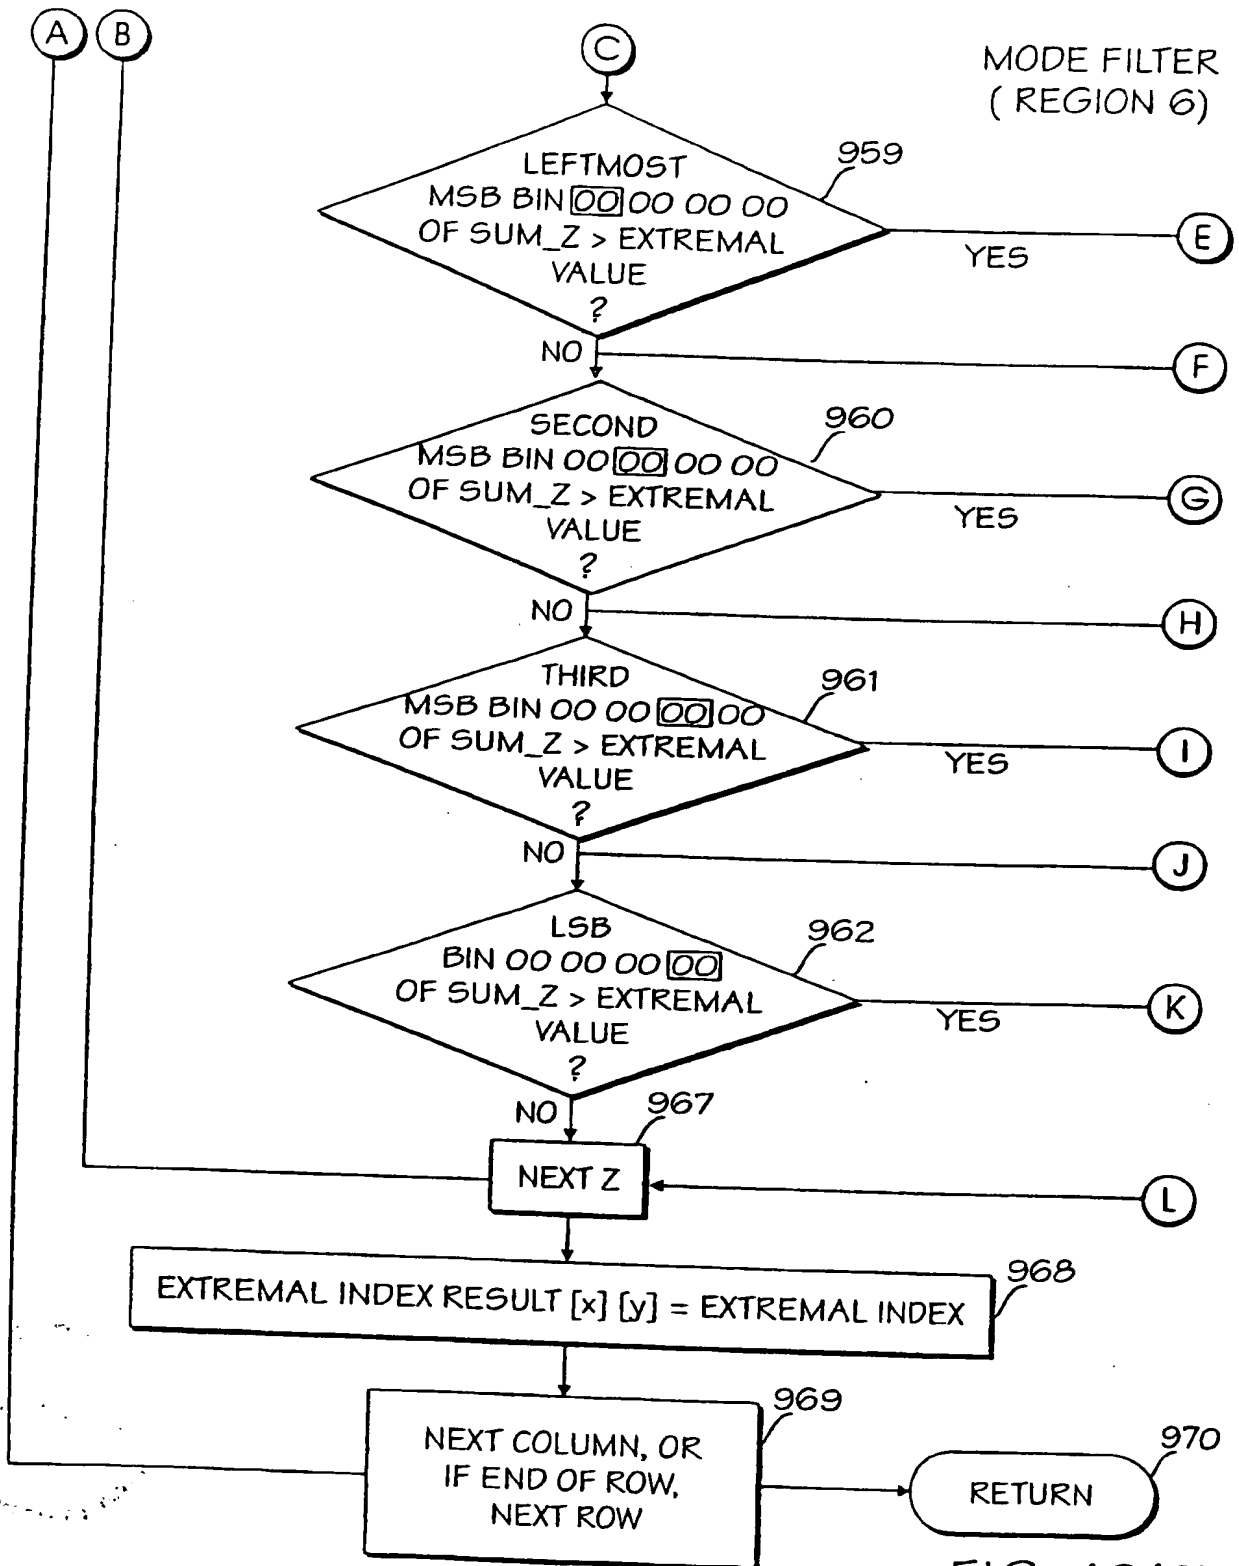 A B C
MODE FILTER
( REGION 6)
LEFTMOST
MSB BIN 00 00 00 00
OF SUM_Z > EXTREMAL
VALUE
?
959
YES
E
NO
F
SECOND
MSB BIN 00 00 00 00
OF SUM_Z > EXTREMAL
VALUE
?
960
YES
G
NO
H
THIRD
MSB BIN 00 00 00 00
OF SUM_Z > EXTREMAL
VALUE
?
961
YES
I
NO
J
LSB
BIN 00 00 00 00
OF SUM_Z > EXTREMAL
VALUE
?
962
YES
K
NO
967
NEXT Z
L
968
EXTREMAL INDEX RESULT [x] [y] = EXTREMAL INDEX
969
NEXT COLUMN, OR
IF END OF ROW,
NEXT ROW
970
RETURN